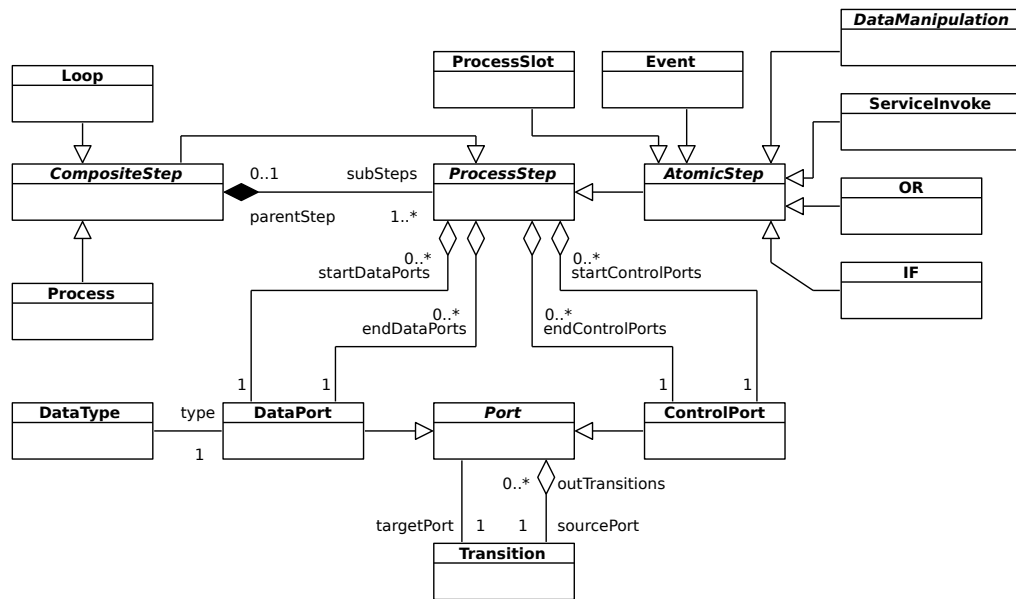 DataManipulation
ProcessSlot
Event
Loop
ServiceInvoke
CompositeStep
0..1
subSteps
ProcessStep
AtomicStep
OR
parentStep
1..*
0..*
0..*
startDataPorts
startControlPorts
IF
Process
0..*
0..*
endDataPorts
endControlPorts
1
1
1
1
DataType
type
DataPort
Port
ControlPort
1
0..*
outTransitions
targetPort
1
1
sourcePort
Transition